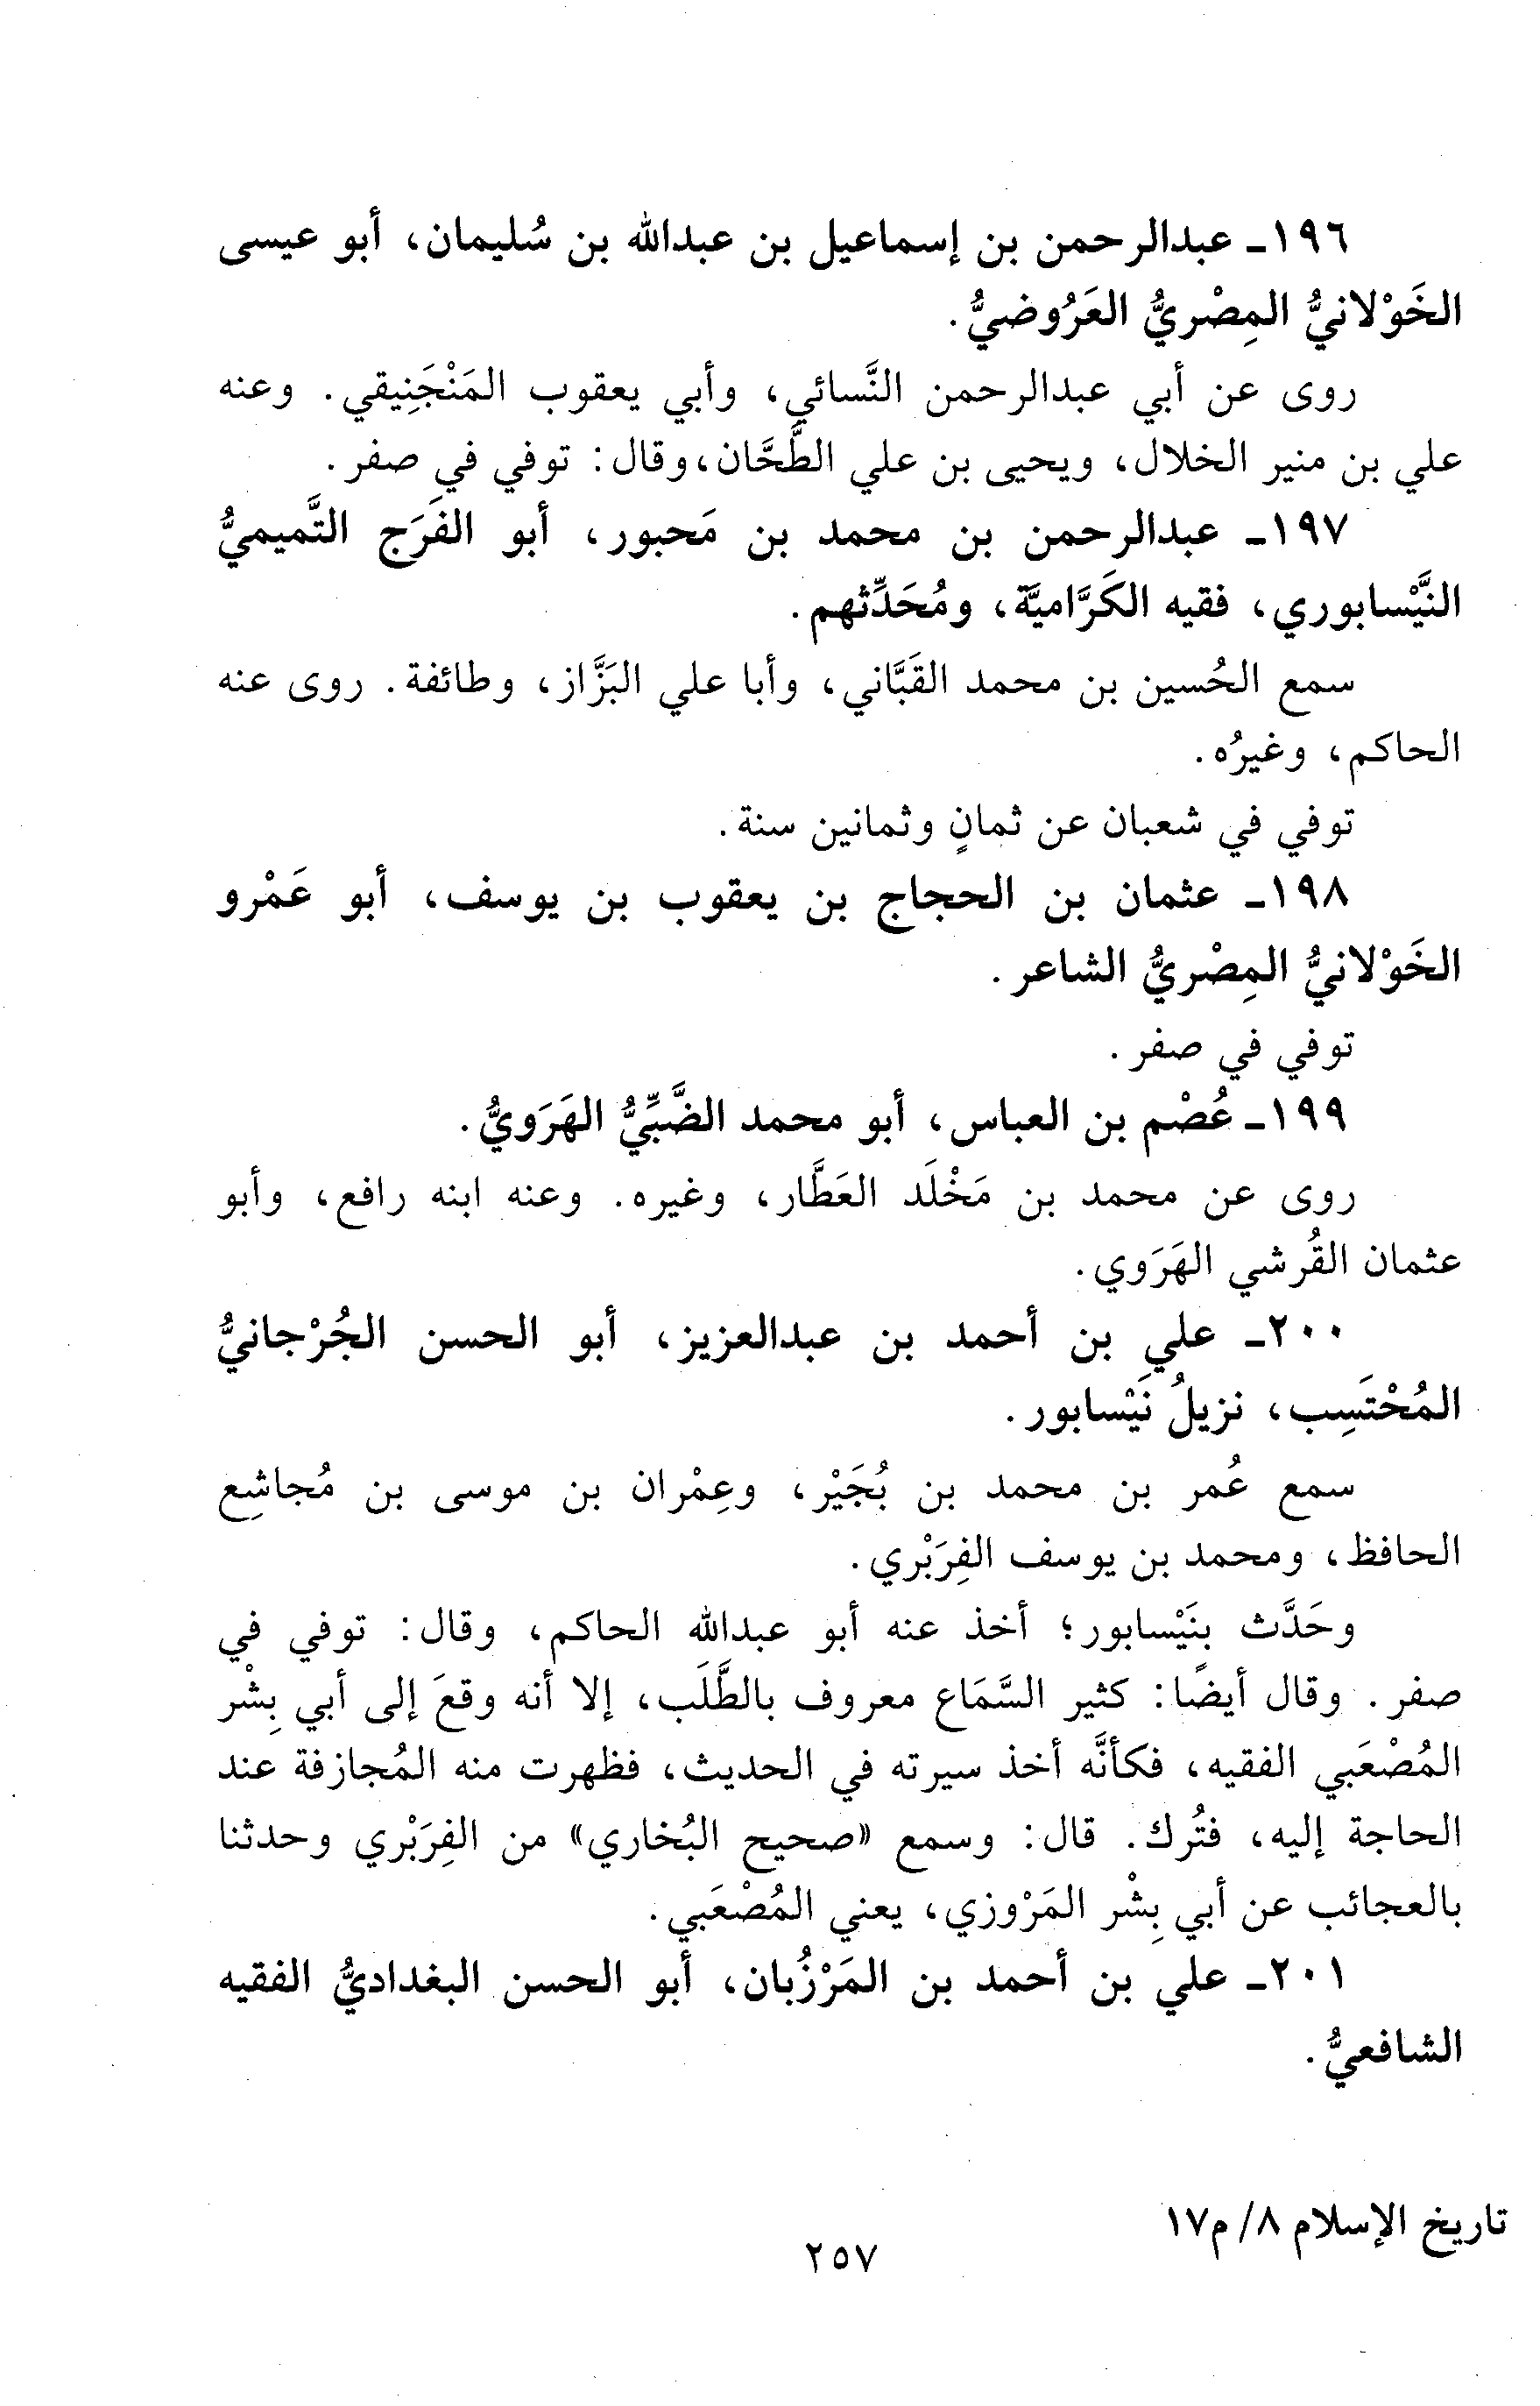 ١٩٦ـ عبدالرحمن بن إسماعيل بن عبدالله بن سُليمان، أبو عيسى
الخَوْلانيُّ المِصْريُّ العَرُوضيُّ.
روى عن أبي عبدالرحمن النَّسائي، وأبي يعقوب المَنْجَنِيقي. وعنه
علي بن منير الخلال، ويحيى بن علي الطَّحَّان، وقال: توفي في صفر.
١٩٧ـ عبدالرحمن بن محمد بن مَحبور، أبو الفَرَج التَّميميُّ
النَّيْسابوري، فقيه الكَرَّاميَّة، ومُحَدِّثهم.
سمع الحُسين بن محمد القَبَّاني، وأبا علي البَزَّاز، وطائفة. روى عنه
الحاكم، وغيرُه.
توفي في شعبان عن ثمانٍ وثمانين سنة.
١٩٨ـ عثمان بن الحجاج بن يعقوب بن يوسف، أبو عَمْرو
الخَوْلانيُّ المِصْريُّ الشاعر.
توفي في صفر.
١٩٩ـ عُصْم بن العباس، أبو محمد الضَّبِّيُّ الهَرَويُّ.
روى عن محمد بن مَخْلَد العَطَّار، وغيره. وعنه ابنه رافع، وأبو
عثمان القُرشي الهَرَوي.
٢٠٠ـ علي بن أحمد بن عبدالعزيز، أبو الحسن الجُرْجانيُّ
المُحْتَسِب، نزيلُ نَيْسابور.
سمع عُمر بن محمد بن بُجَيْر، وعِمْران بن موسى بن مُجاشِع
الحافظ، ومحمد بن يوسف الفِرَبْري.
وحَدَّث بِنَيْسابور؛ أخذ عنه أبو عبدالله الحاكم، وقال: توفي في
صفر. وقال أيضًا: كثير السَّمَاع معروف بالطَّلَب، إلا أنه وقعَ إلى أبي بِشْر
المُصْعَبي الفقيه، فكأنَّه أخذ سيرته في الحديث، فظهرت منه المُجازفة عند
الحاجة إليه، فتُرك. قال: وسمع «صحيح البُخاري» من الفِرَبْري وحدثنا
بالعجائب عن أبي بِشْر المَرْوزي، يعني المُصْعَبي.
٢٠١ـ علي بن أحمد بن المَرْزُبان، أبو الحسن البغداديُّ الفقيه
الشافعيُّ.
تاريخ الإسلام ٨/ م١٧
٢٥٧